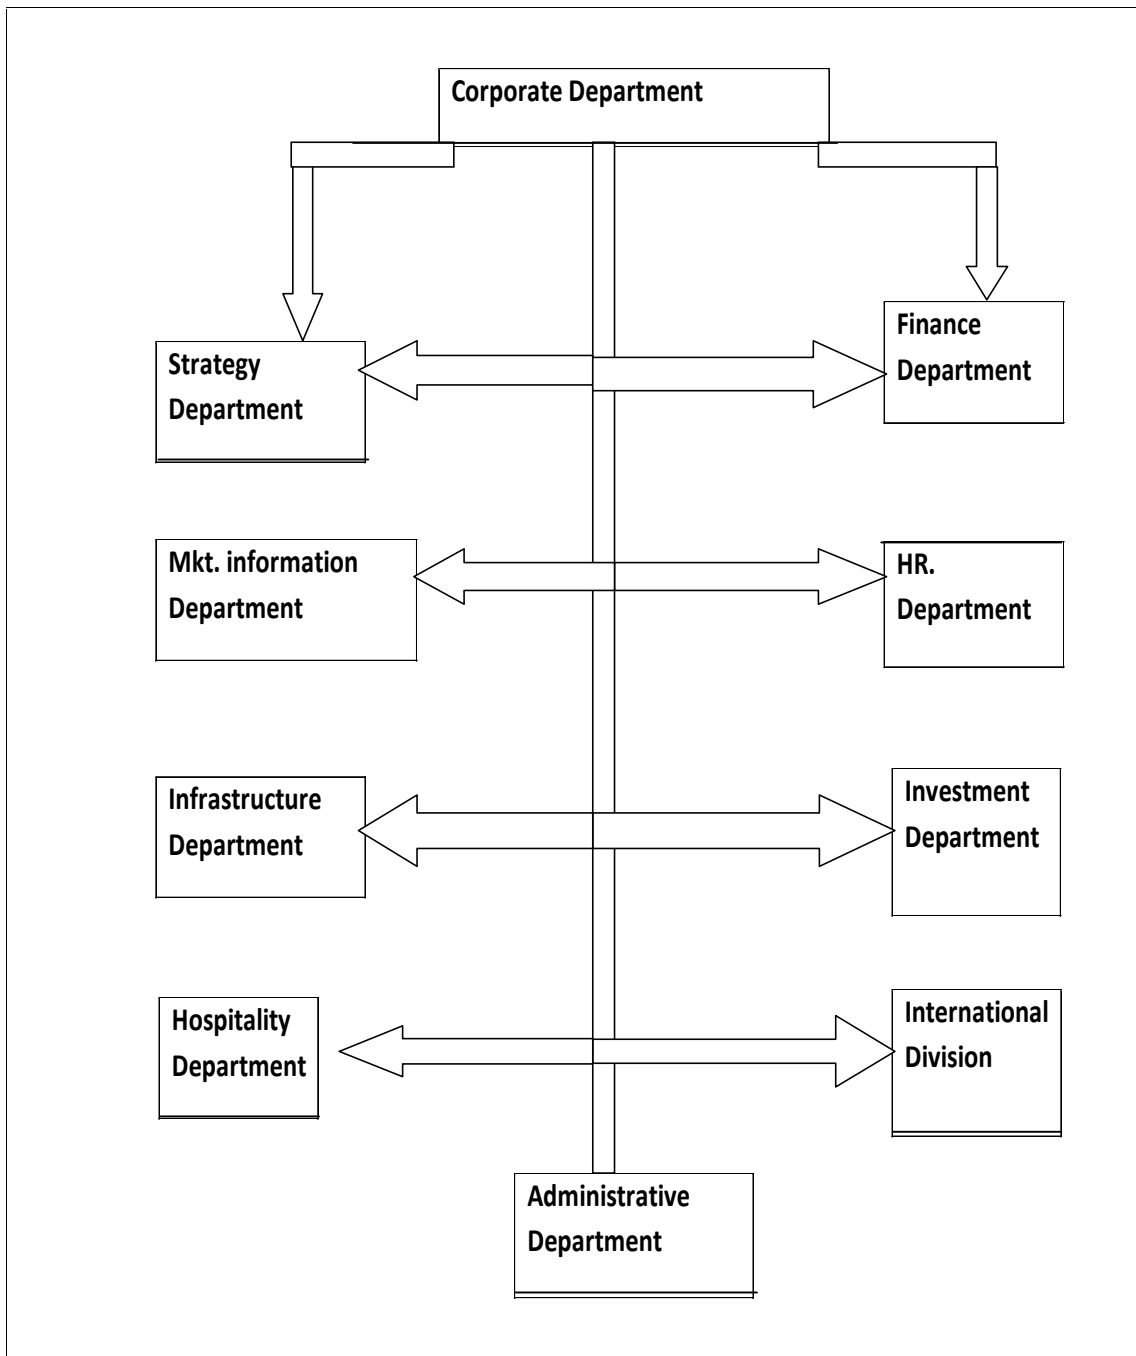 Corporate Department
Finance
Department
Strategy
Department
Mkt. information
Department
HR.
Department
Infrastructure
Department
Investment
Department
Hospitality
Department
International
Division
Administrative
Department